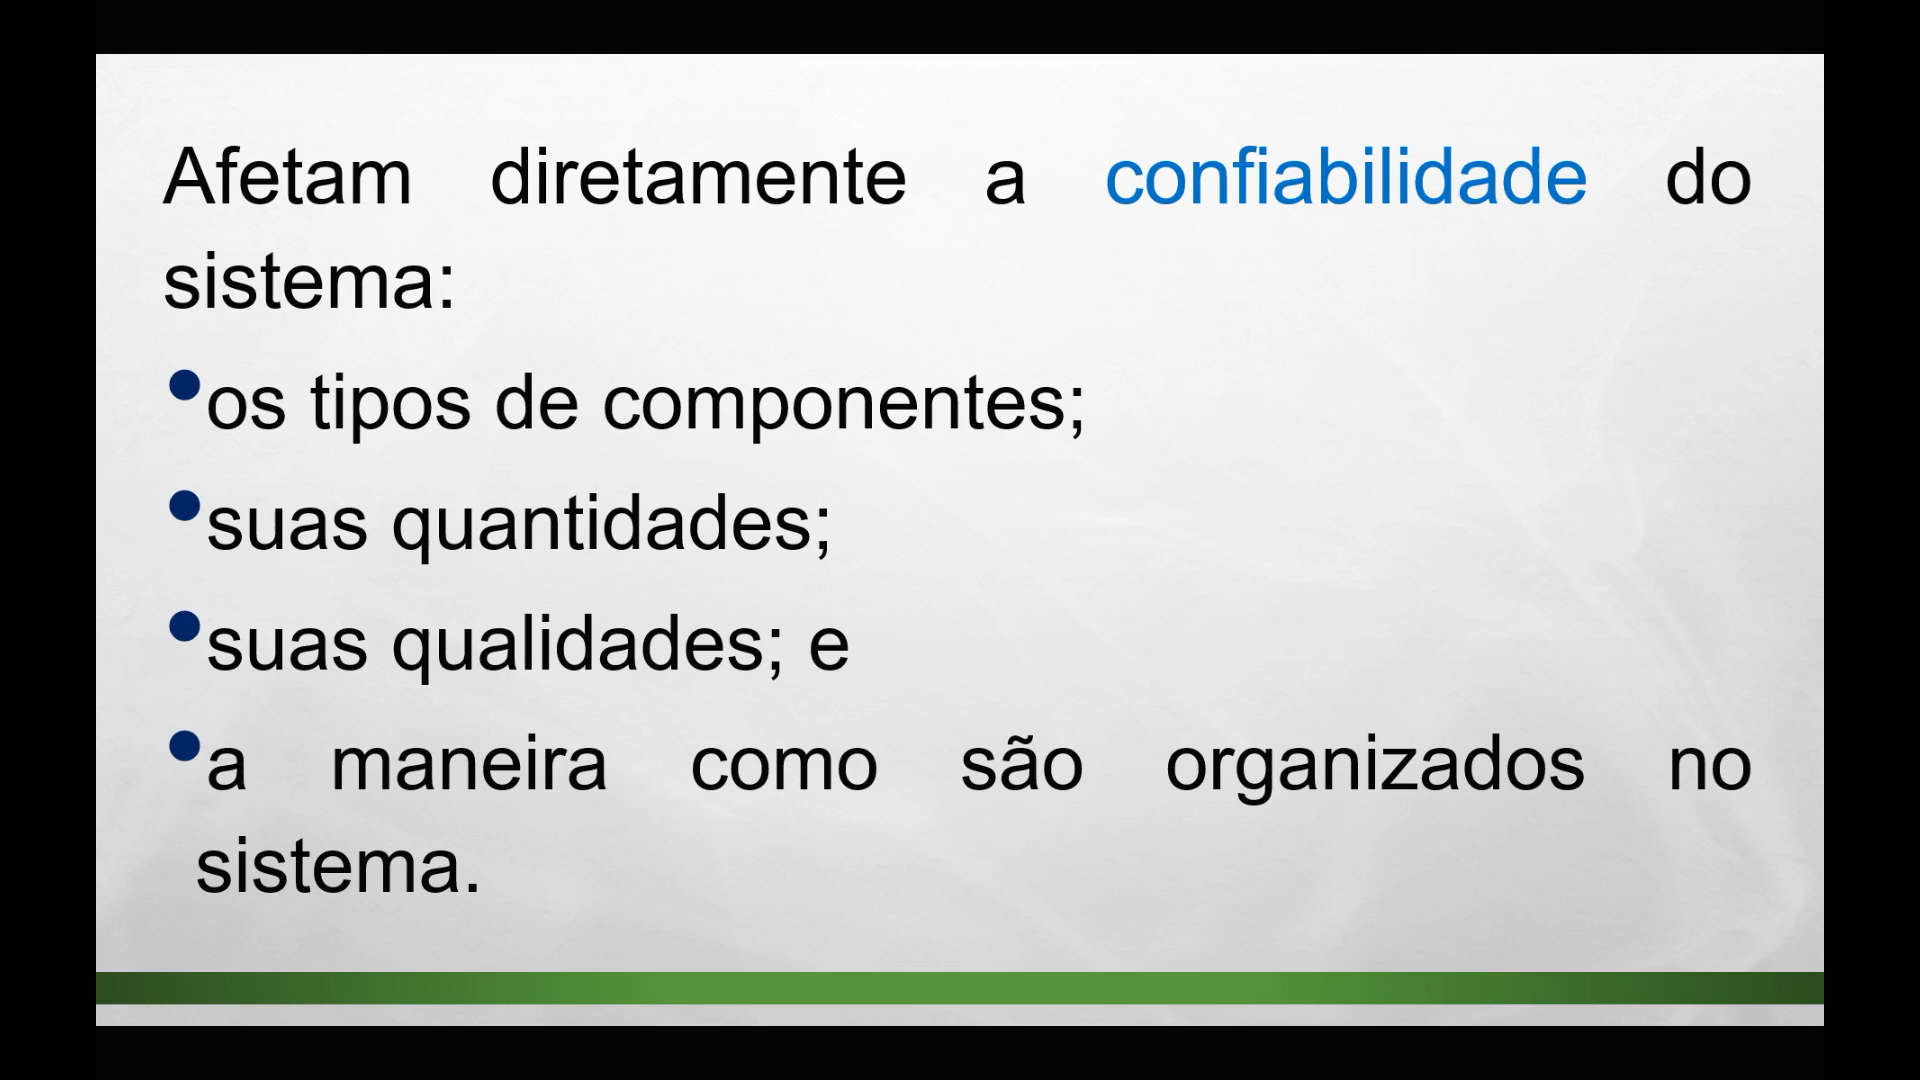 Afetam diretamente a confiabilidade do
sistema:
•os tipos de componentes;
•suas quantidades;
•suas qualidades; e
•a maneira como são organizados no
sistema.